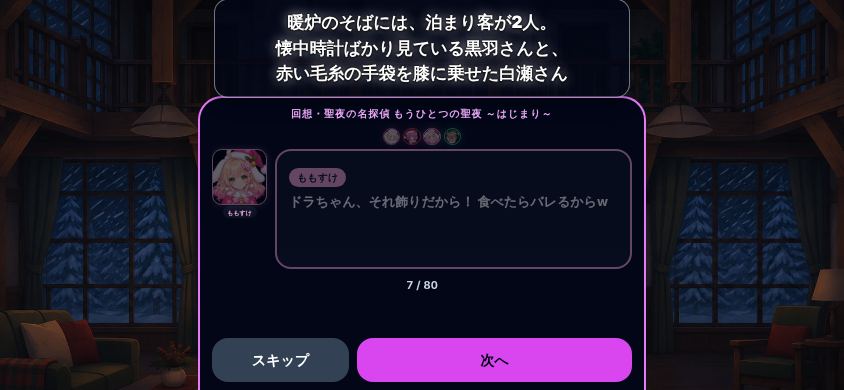 暖炉のそばには、泊まり客が2人。
懐中時計ばかり見ている黒羽さんと、
赤い毛糸の手袋を膝に乗せた白瀬さん
回想・聖夜の名探偵 もうひとつの聖夜 ～はじまり～
ももすけ
ももすけ
ドラちゃん、それ飾りだから！ 食べたらバレるからw
7 / 80
スキップ
次へ